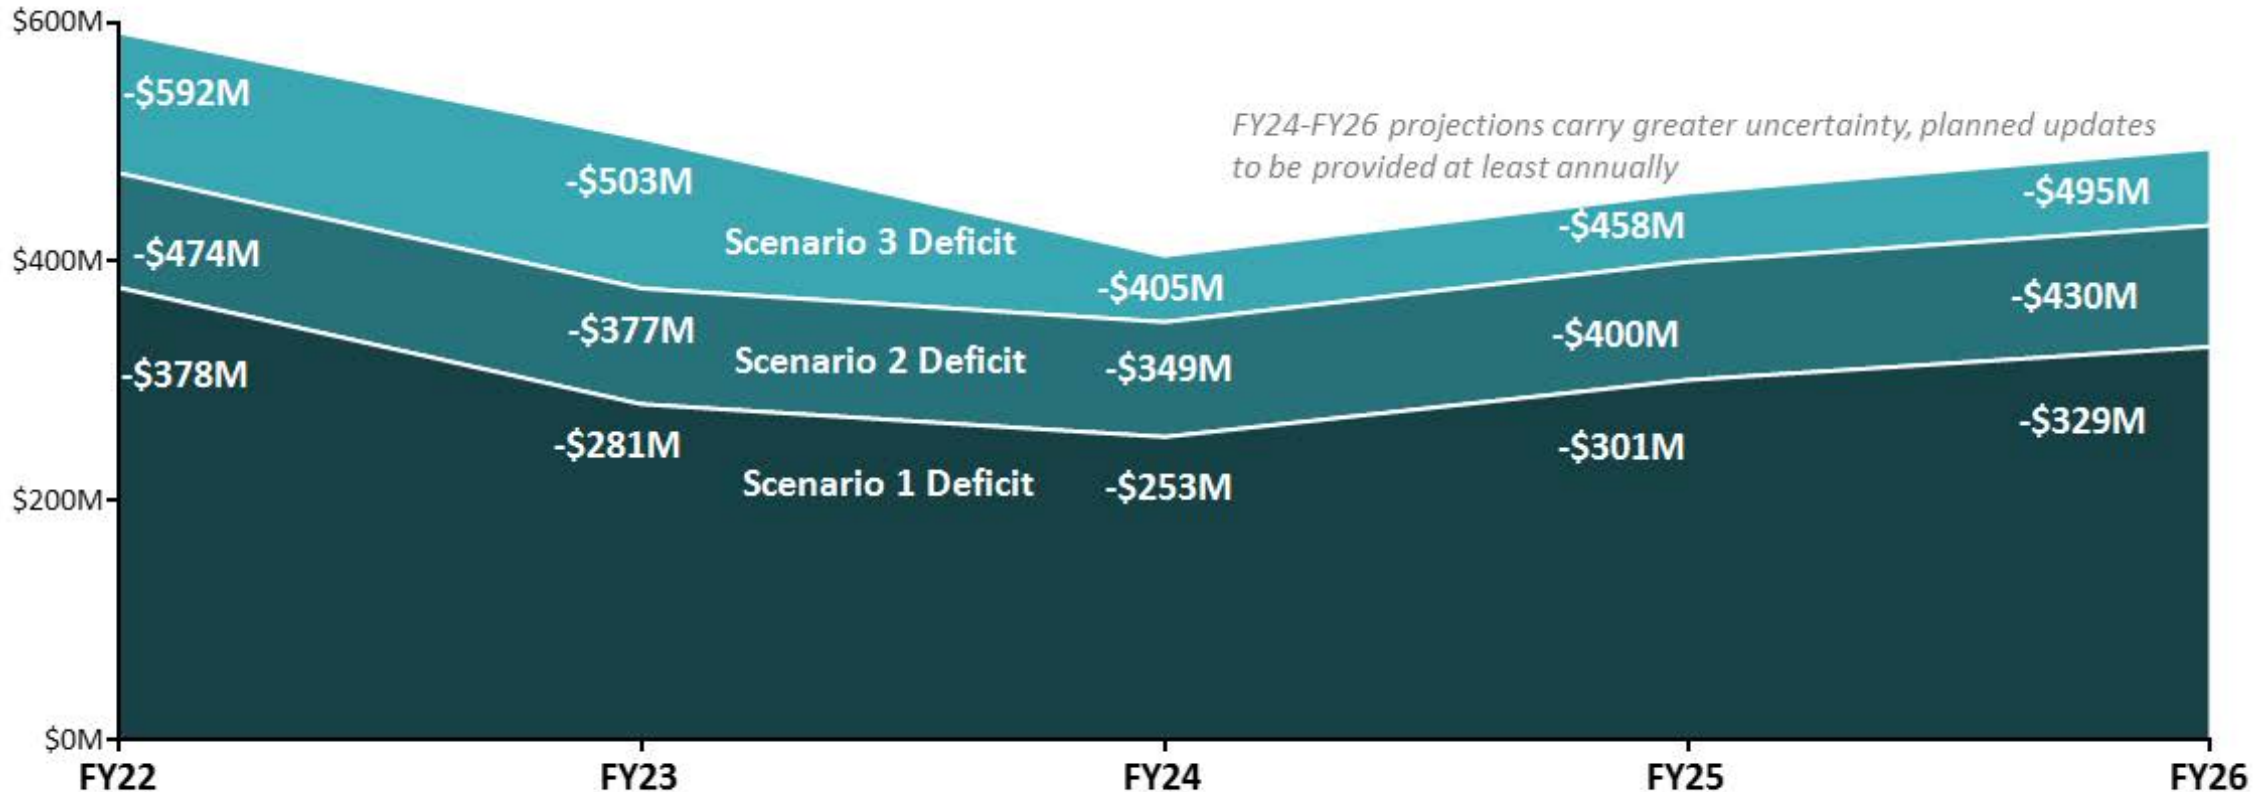 $600M
-$592M
FY24-FY26 projections carry greater uncertainty, planned updates
to be provided at least annually
-$503M
-$495M
-$458M
Scenario 3 Deficit
-$474M
$400M
-$405M
-$430M
-$377M
-$400M
Scenario 2 Deficit
-$349M
-$378M
-$329M
-$281M
-$301M
Scenario 1 Deficit
-$253M
$200M
$0M
FY22
FY23
FY24
FY25
FY26